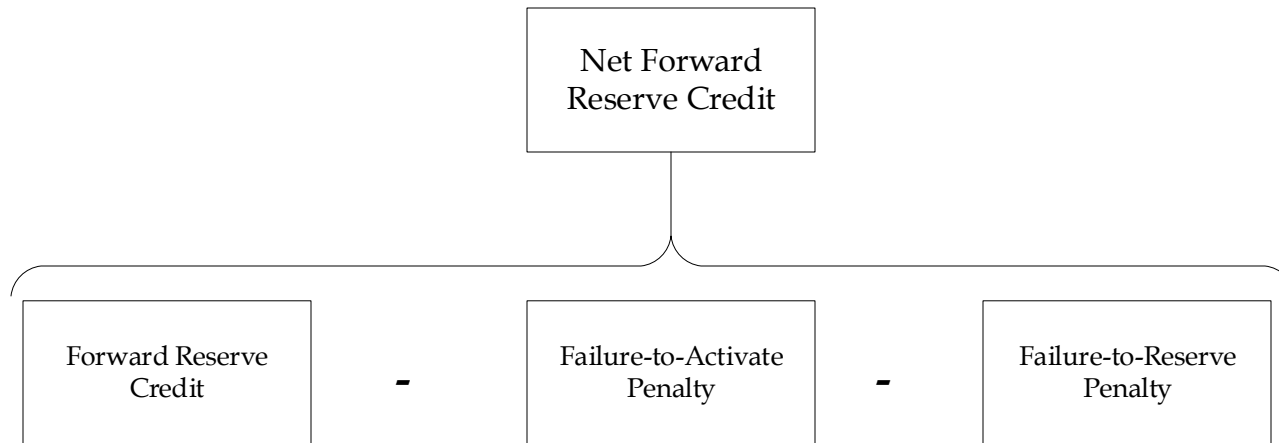 Net Forward
Reserve Credit
Forward Reserve
Credit
-
Failure-to-Activate
Penalty
-
Failure-to-Reserve
Penalty